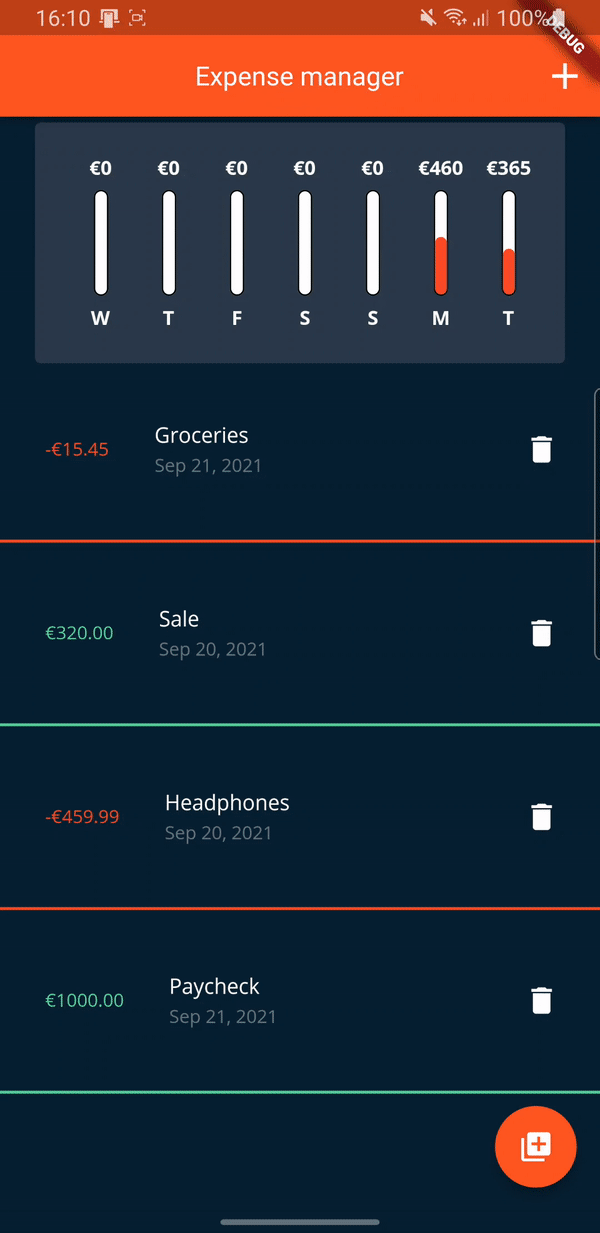 16:10 100%
DEBUG
Expense manager
€0 €0 €0 €0 €0 €460 €365
W T F S S M T
-€15.45
Groceries
Sep 21, 2021
€320.00
Sale
Sep 20, 2021
-€459.99
Headphones
Sep 20, 2021
€1000.00
Paycheck
Sep 21, 2021